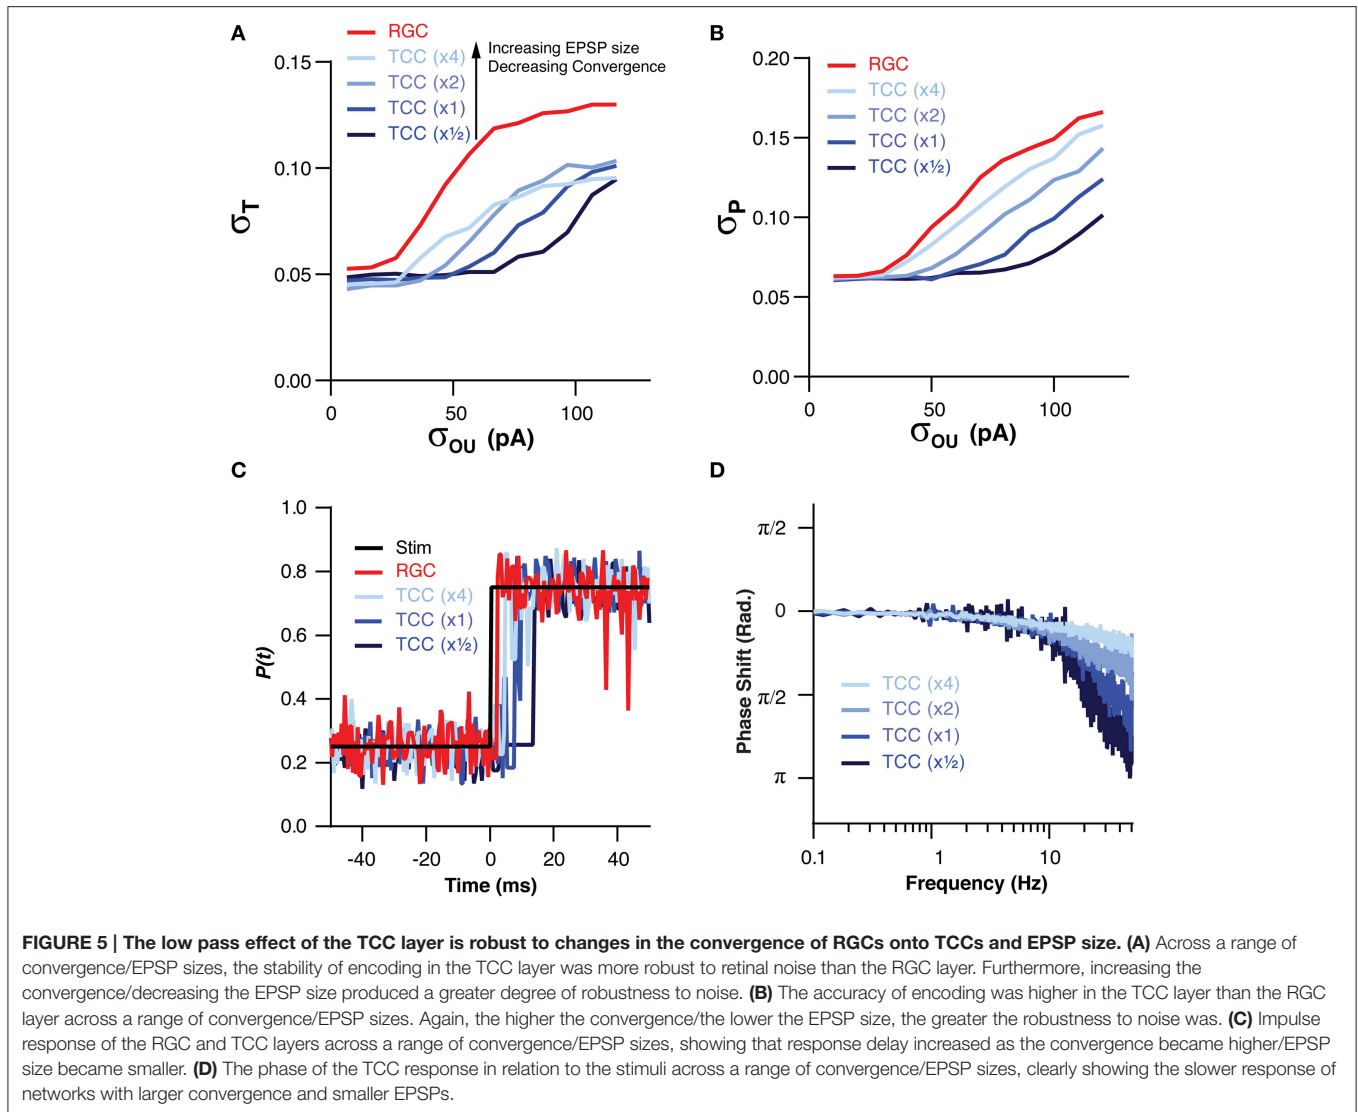 A
RGC
TCC (x4)
TCC (x2)
TCC (x1)
TCC (x½)
Increasing EPSP size
Decreasing Convergence
0.15
0.10
0.05
0.00
σT
0
50
100
σOU (pA)
B
RGC
TCC (x4)
TCC (x2)
TCC (x1)
TCC (x½)
0.20
0.15
0.10
0.05
0.00
σP
0
50
100
σOU (pA)
C
1.0
0.8
0.6
0.4
0.2
0.0
P(t)
Stim
RGC
TCC (x4)
TCC (x1)
TCC (x½)
-40
-20
0
20
40
Time (ms)
D
π/2
0
π/2
π
Phase Shift (Rad.)
TCC (x4)
TCC (x2)
TCC (x1)
TCC (x½)
0.1
1
10
Frequency (Hz)
FIGURE 5 | The low pass effect of the TCC layer is robust to changes in the convergence of RGCs onto TCCs and EPSP size. (A) Across a range of
convergence/EPSP sizes, the stability of encoding in the TCC layer was more robust to retinal noise than the RGC layer. Furthermore, increasing the
convergence/decreasing the EPSP size produced a greater degree of robustness to noise. (B) The accuracy of encoding was higher in the TCC layer than the RGC
layer across a range of convergence/EPSP sizes. Again, the higher the convergence/the lower the EPSP size, the greater the robustness to noise was. (C) Impulse
response of the RGC and TCC layers across a range of convergence/EPSP sizes, showing that response delay increased as the convergence became higher/EPSP
size became smaller. (D) The phase of the TCC response in relation to the stimuli across a range of convergence/EPSP sizes, clearly showing the slower response of
networks with larger convergence and smaller EPSPs.